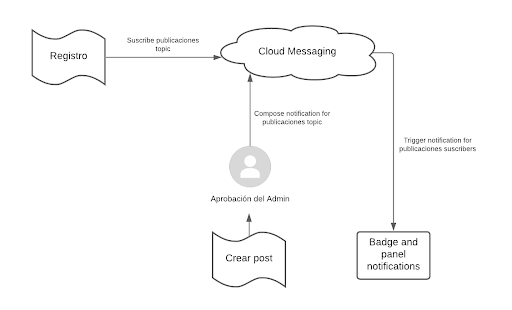 Registro
Suscribe publicaciones
topic
Cloud Messaging
Compose notification for
publicaciones topic
Trigger notification for
publicaciones suscribers
Aprobación del Admin
Crear post
Badge and
panel
notifications